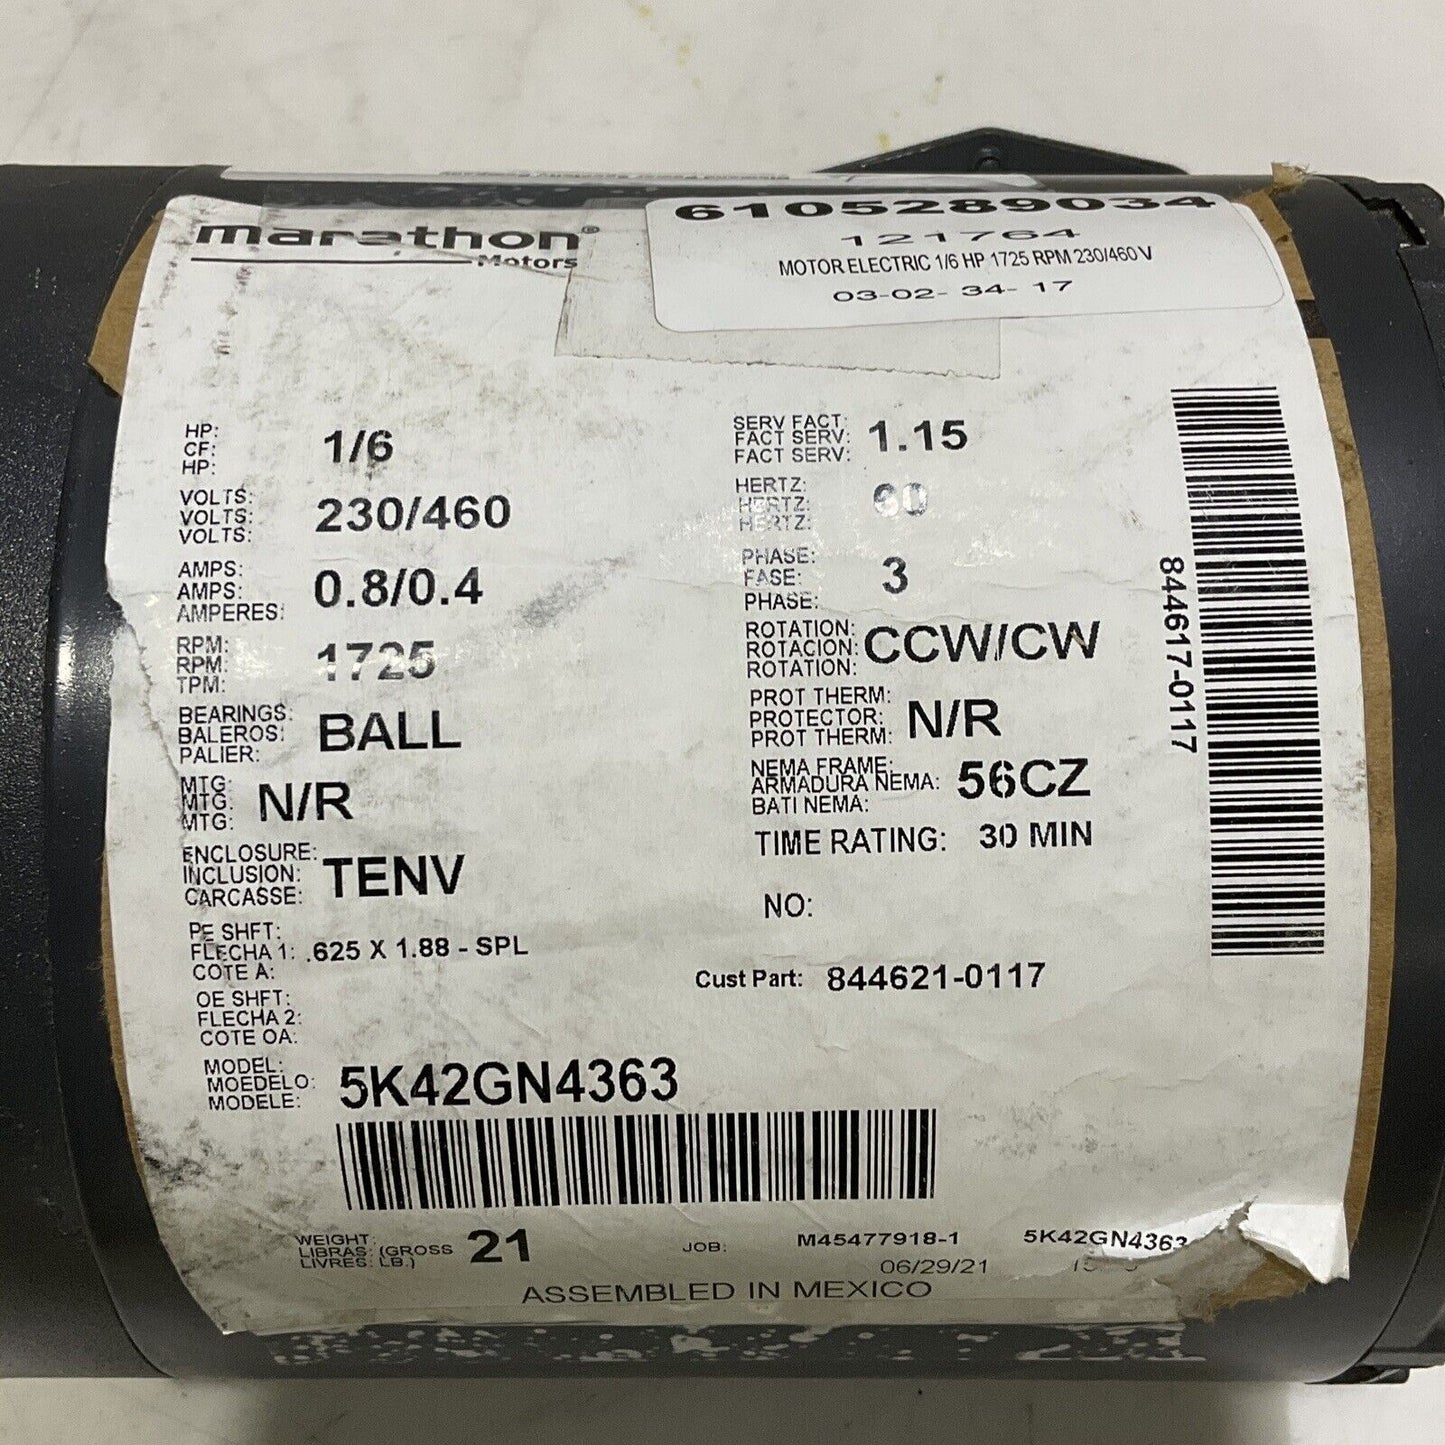 marathon®
Motors
6105289034
121764
MOTOR ELECTRIC 1/6 HP 1725 RPM 230/460 V
03-02- 34- 17
HP:
CF:
HP:
1/6
VOLTS:
VOLTS:
VOLTS:
230/460
AMPS:
AMPS:
AMPERES:
0.8/0.4
RPM:
RPM:
TPM:
1725
BEARINGS:
BALEROS:
PALIER:
BALL
MTG:
MTG:
MTG:
N/R
ENCLOSURE:
INCLUSION:
CARCASSE:
TENV
PE SHFT:
FLECHA 1:
COTE A:
.625 X 1.88 - SPL
OE SHFT:
FLECHA 2:
COTE OA:
MODEL:
MOEDELO:
MODELE:
5K42GN4363
SERV FACT:
FACT SERV:
FACT SERV:
1.15
HERTZ:
HERTZ:
HERTZ:
60
PHASE:
FASE:
PHASE:
3
ROTATION:
ROTACION:
ROTATION:
CCW/CW
PROT THERM:
PROTECTOR:
PROT THERM:
N/R
NEMA FRAME:
ARMADURA NEMA:
BATI NEMA:
56CZ
TIME RATING: 30 MIN
NO:
Cust Part: 844621-0117
844617-0117
WEIGHT:
LIBRAS: (GROSS
LIVRES: LB.)
21
JOB: M45477918-1 5K42GN4363
06/29/21
ASSEMBLED IN MEXICO